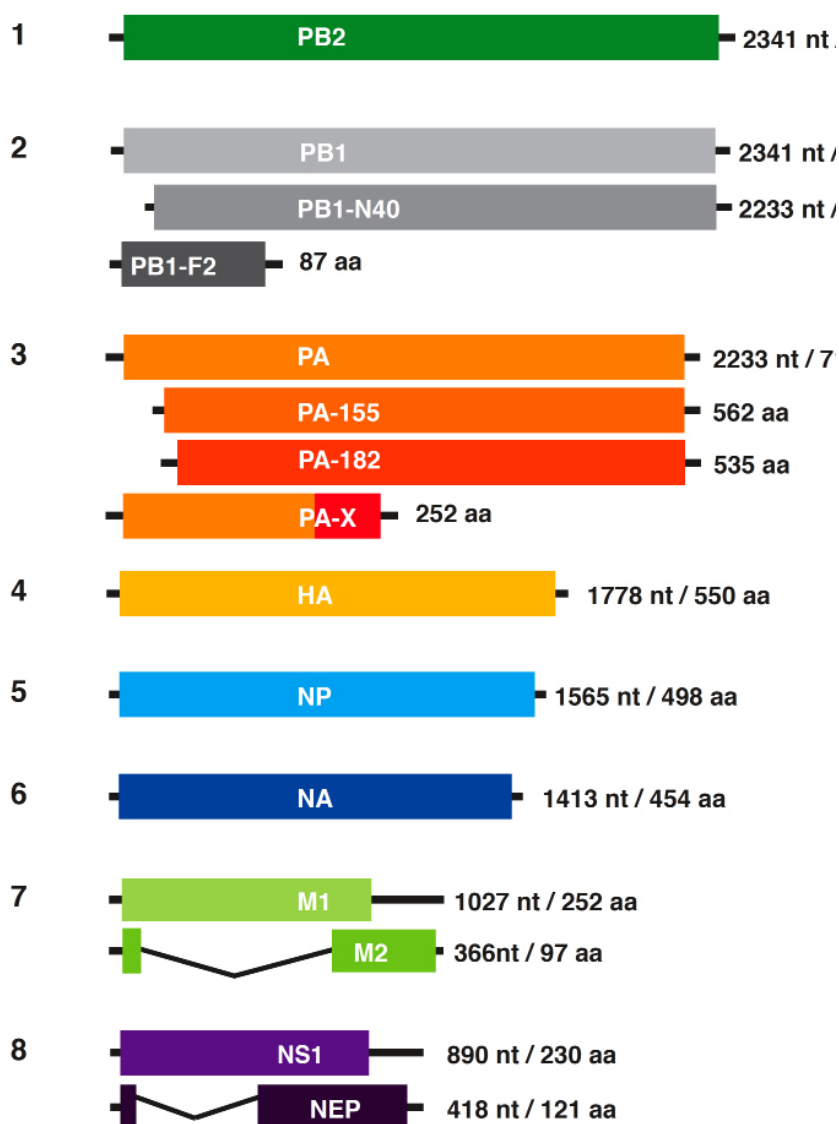 1 PB2 2341 nt /
2 PB1 2341 nt /
PB1-N40 2233 nt /
PB1-F2 87 aa
3 PA 2233 nt / 7
PA-155 562 aa
PA-182 535 aa
PA-X 252 aa
4 HA 1778 nt / 550 aa
5 NP 1565 nt / 498 aa
6 NA 1413 nt / 454 aa
7 M1 1027 nt / 252 aa
M2 366nt / 97 aa
8 NS1 890 nt / 230 aa
NEP 418 nt / 121 aa